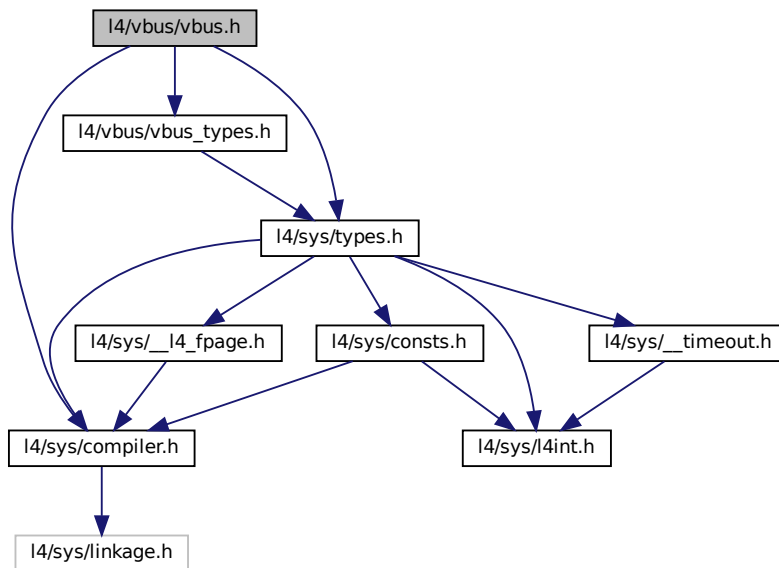 l4/vbus/vbus.h
l4/vbus/vbus_types.h
l4/sys/types.h
l4/sys/__l4_fpage.h
l4/sys/consts.h
l4/sys/__timeout.h
l4/sys/compiler.h
l4/sys/l4int.h
l4/sys/linkage.h